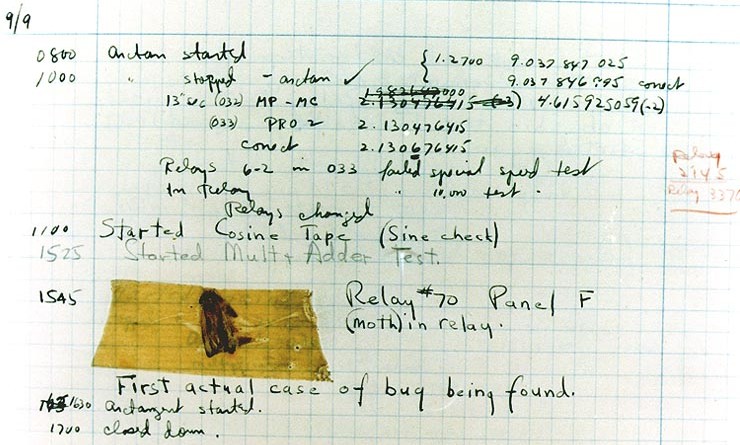 9/9
0800 arctan started { 1.2700 9.037 847 025
1000 " stopped - arctan ✓ 9.037 846 995 correct
13" sec (032) MP - MC 2.130476415 (-3) 4.615925059(-2)
(033) PRO 2 2.130476415
correct 2.130676415
Relays 6-2 in 033 failed special speed test
In relay " 10,000 test .
Relay
2145
Relay 3370
Relays changed
1100 Started Cosine Tape (Sine check)
1525 Started Mult + Adder Test.
1545 Relay #70 Panel F
(moth) in relay.
First actual case of bug being found.
1630 arctangent started.
1700 closed down.